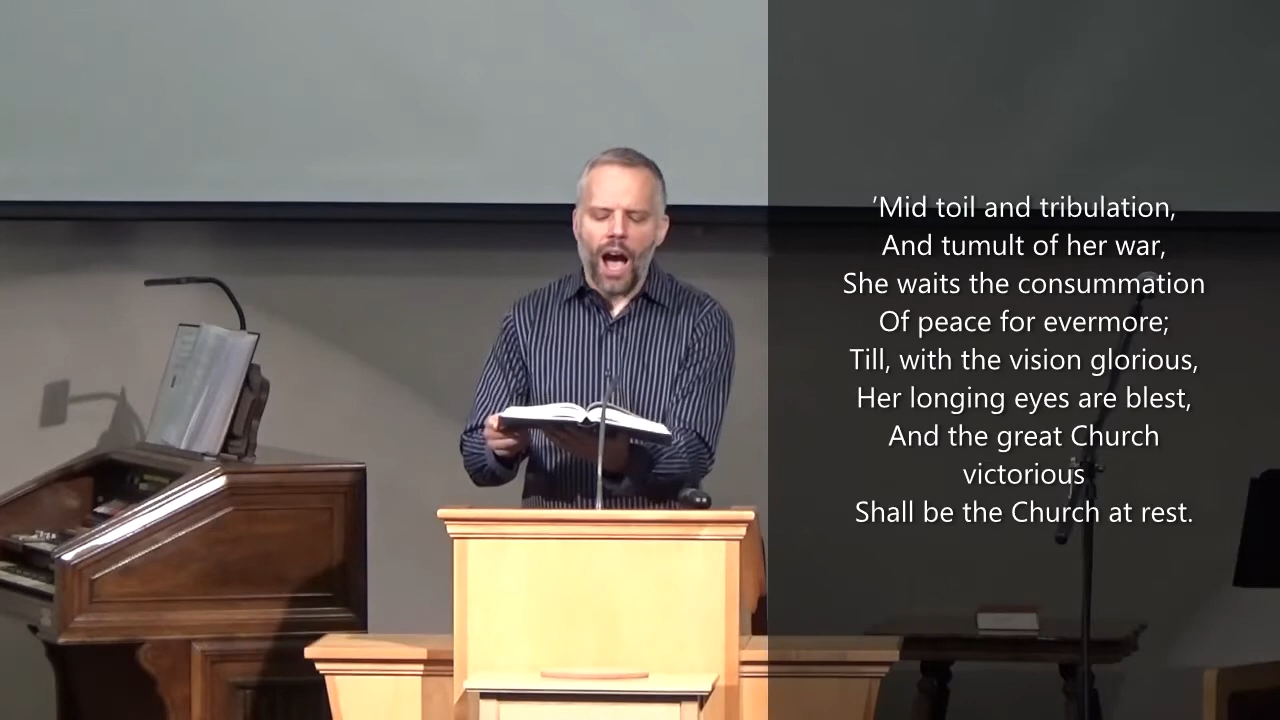 ’Mid toil and tribulation,
And tumult of her war,
She waits the consummation
Of peace for evermore;
Till, with the vision glorious,
Her longing eyes are blest,
And the great Church
victorious
Shall be the Church at rest.